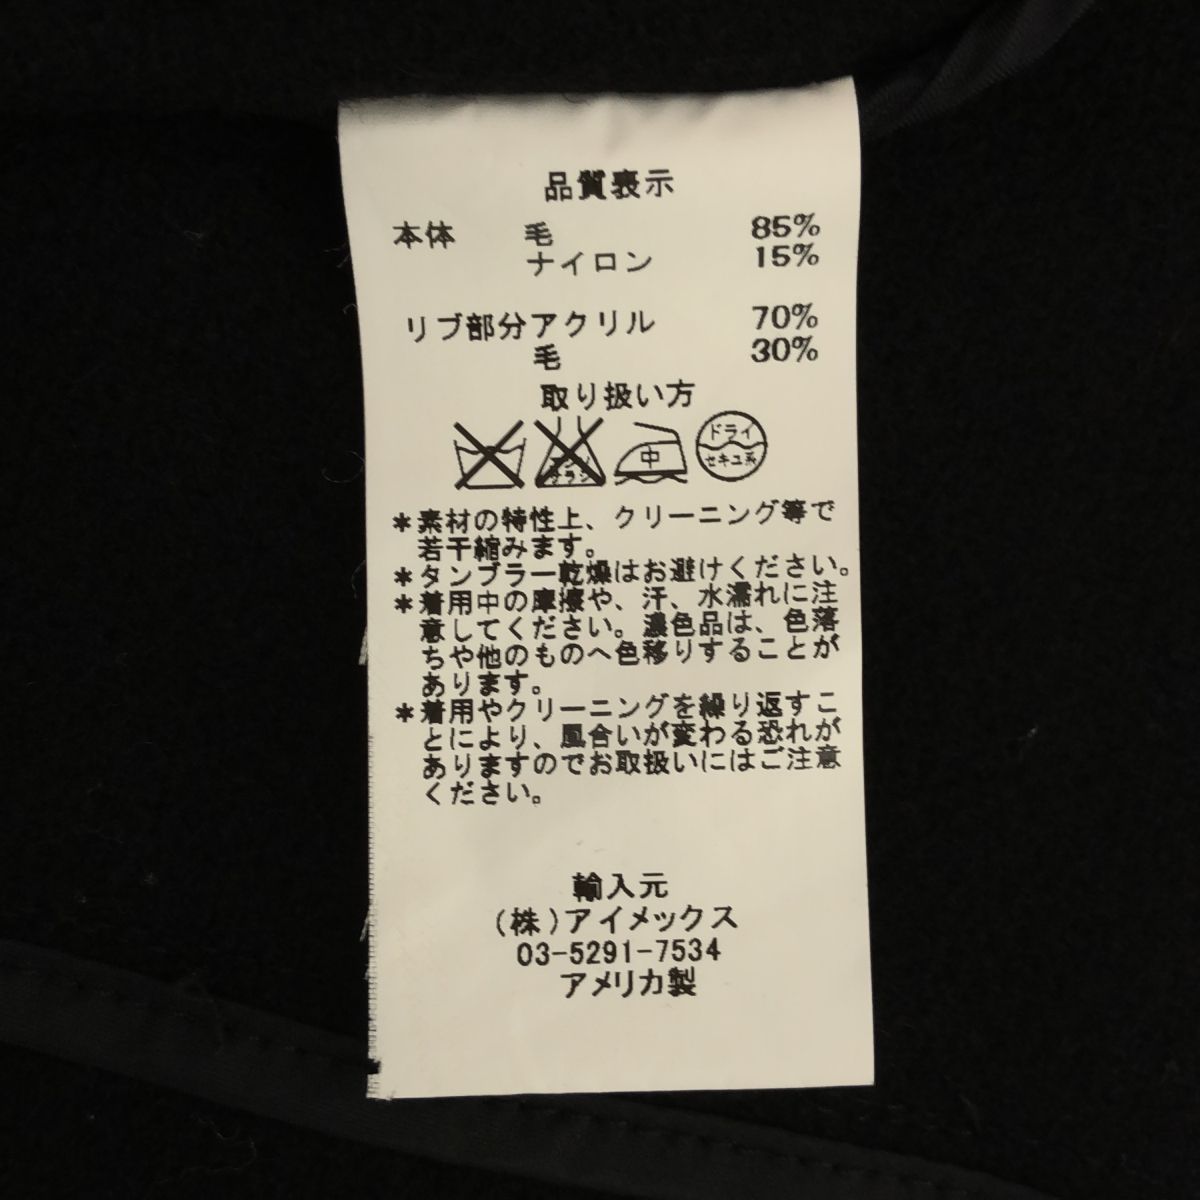 品質表示
本体 毛 85%
ナイロン 15%
リブ部分アクリル 70%
毛 30%
取り扱い方
エンソ サラシ 中 ドライ セキユ系
＊素材の特性上、クリーニング等で
若干縮みます。
＊タンブラー乾燥はお避けください。
＊着用中の摩擦や、汗、水濡れに注
意してください。濃色品は、色落
ちや他のものへ色移りすることが
あります。
＊着用やクリーニングを繰り返すこ
とにより、風合いが変わる恐れが
ありますのでお取扱いにはご注意
ください。
輸入元
(株)アイメックス
03-5291-7534
アメリカ製